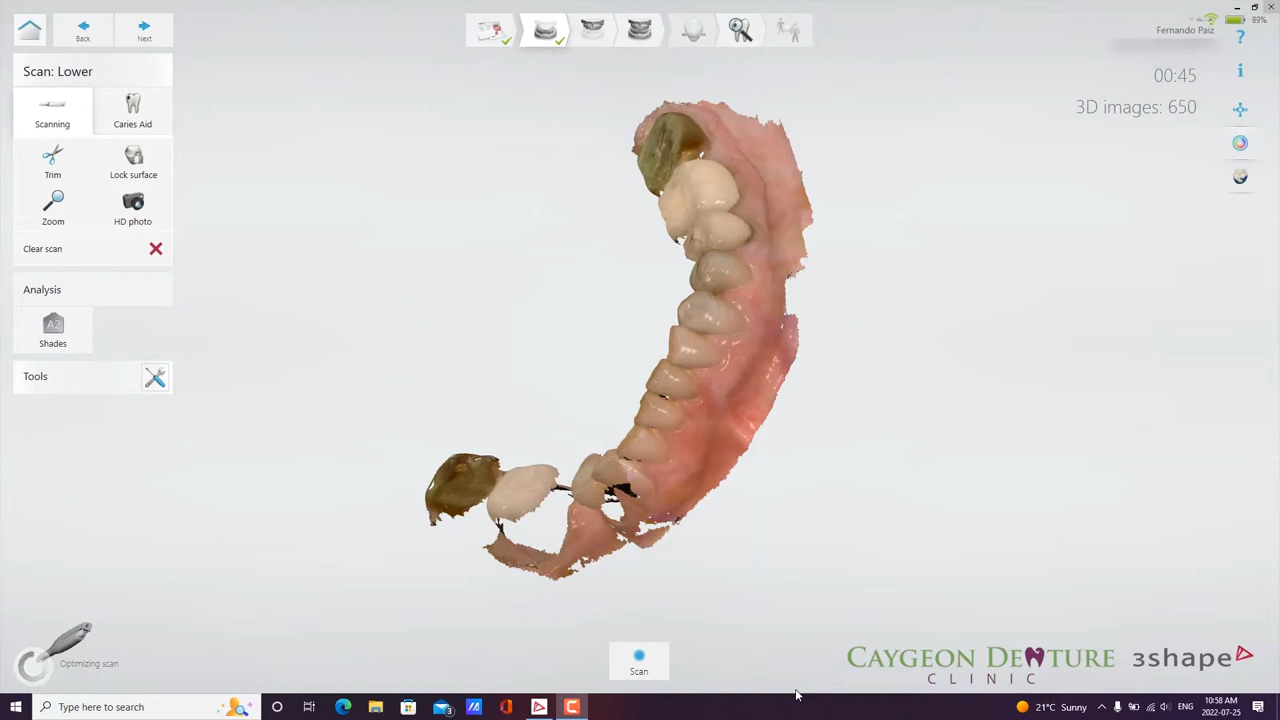 Back
Next
Fernando Paiz
89%
?
i
Scan: Lower
00:45
3D images: 650
Scanning
Caries Aid
Trim
Lock surface
Zoom
HD photo
Clear scan
Analysis
A2
Shades
Tools
Optimizing scan
Scan
CAYGEON DENTURE
CLINIC
3shape
Type here to search
3
21°C Sunny
ENG
10:58 AM
2022-07-25